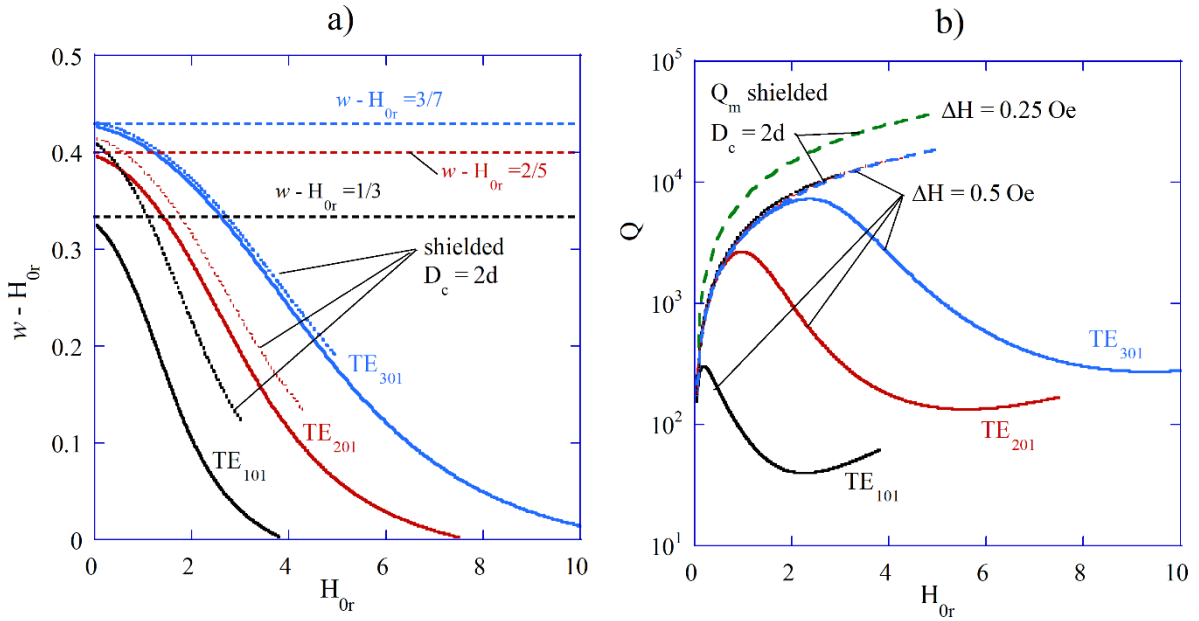 a)
0.5
0.4
0.3
0.2
0.1
0
w - H0r
w - H0r =3/7
w - H0r =2/5
w - H0r =1/3
shielded
Dc = 2d
TE301
TE201
TE101
0 2 4 6 8 10
H0r
b)
10^5
10^4
10^3
10^2
10^1
Q
Qm shielded
Dc = 2d
ΔH = 0.25 Oe
ΔH = 0.5 Oe
TE301
TE201
TE101
0 2 4 6 8 10
H0r